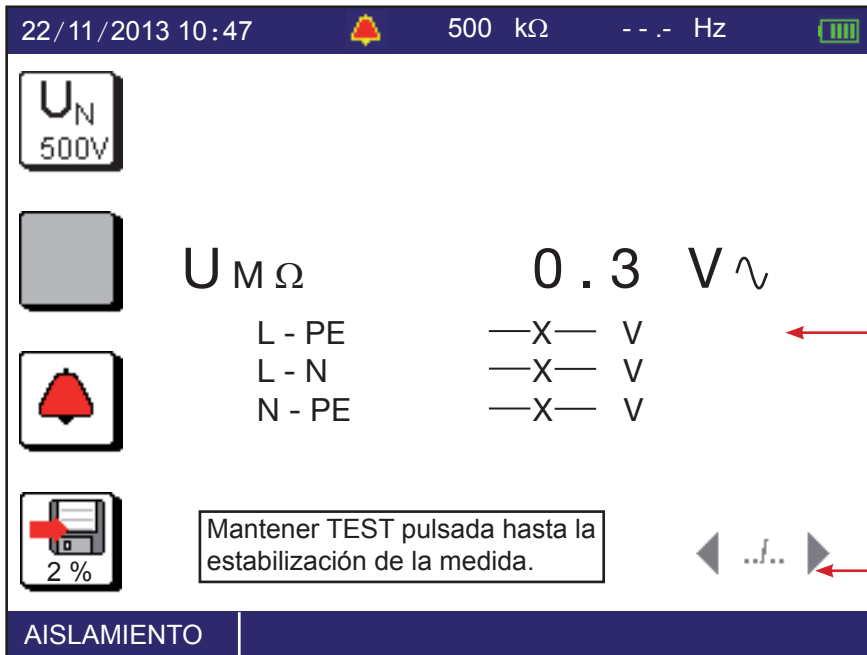 22/11/2013 10:47 500 kΩ - - .- Hz
UN
500V
U MΩ 0.3 V∿
L - PE —X— V
L - N —X— V
N - PE —X— V
2 %
Mantener TEST pulsada hasta la
estabilización de la medida.
../..
AISLAMIENTO